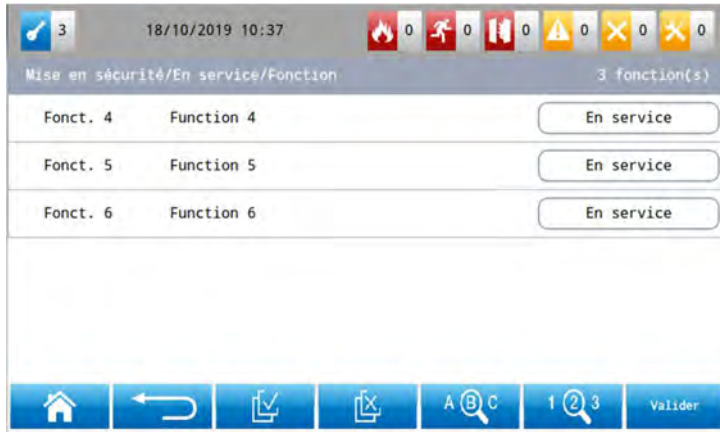 3 18/10/2019 10:37 0 0 0 0 0 0
Mise en sécurité/En service/Fonction 3 fonction(s)
Fonct. 4 Function 4 En service
Fonct. 5 Function 5 En service
Fonct. 6 Function 6 En service
A B C 1 2 3 Valider